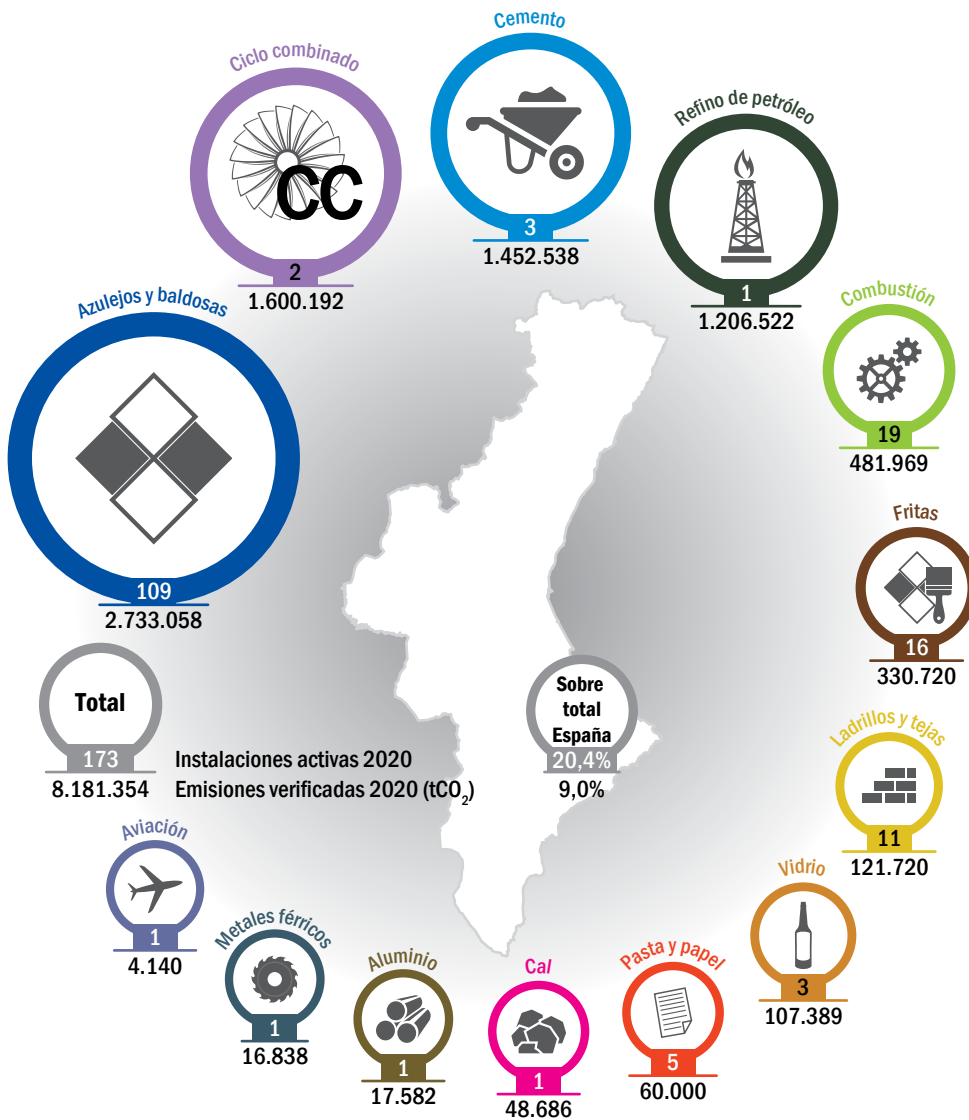 Cemento
3
1.452.538
Ciclo combinado
CC
2
1.600.192
Refino de petróleo
1
1.206.522
Azulejos y baldosas
109
2.733.058
Combustión
19
481.969
Fritas
16
330.720
Total
173
8.181.354
Instalaciones activas 2020
Emisiones verificadas 2020 (tCO₂)
Sobre
total
España
20,4%
9,0%
Ladrillos y tejas
11
121.720
Aviación
1
4.140
Vidrio
3
107.389
Metales férricos
1
16.838
Aluminio
1
17.582
Cal
1
48.686
Pasta y papel
5
60.000